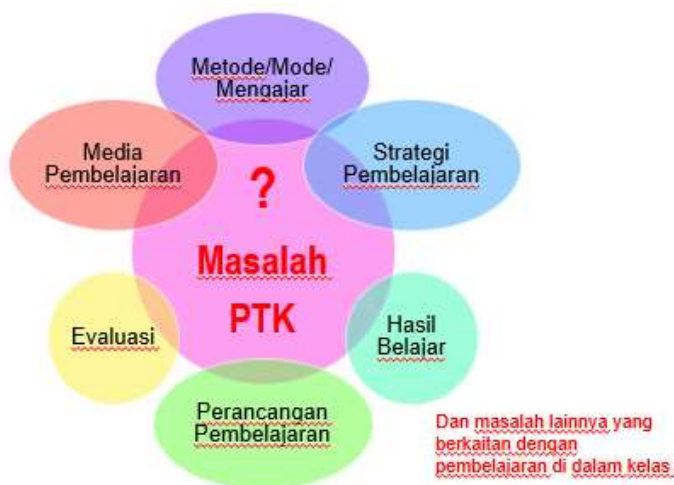 Metode/Mode/
Mengajar
Media
Pembelajaran
Strategi
Pembelajaran
?
Masalah
PTK
Evaluasi
Hasil
Belajar
Perancangan
Pembelajaran
Dan masalah lainnya yang
berkaitan dengan
pembelajaran di dalam kelas